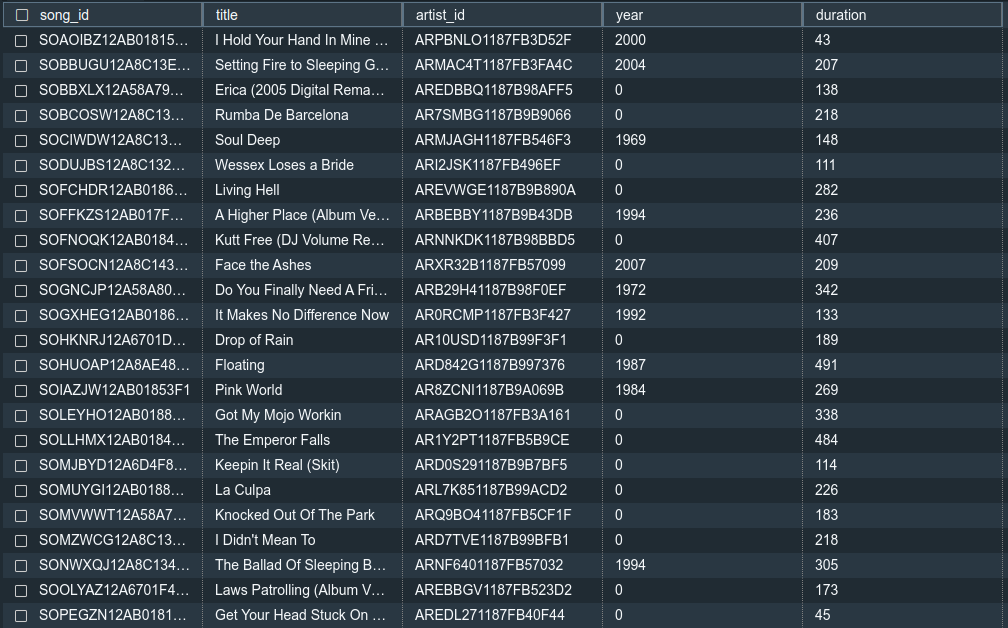 song_id title artist_id year duration
SOAOIBZ12AB01815… I Hold Your Hand In Mine … ARPBNLO1187FB3D52F 2000 43
SOBBUGU12A8C13E… Setting Fire to Sleeping G… ARMAC4T1187FB3FA4C 2004 207
SOBBXLX12A58A79… Erica (2005 Digital Rema… AREDBBQ1187B98AFF5 0 138
SOBCOSW12A8C13… Rumba De Barcelona AR7SMBG1187B9B9066 0 218
SOCIWDW12A8C13… Soul Deep ARMJAGH1187FB546F3 1969 148
SODUJBS12A8C132… Wessex Loses a Bride ARI2JSK1187FB496EF 0 111
SOFCHDR12AB0186… Living Hell AREVWGE1187B9B890A 0 282
SOFFKZS12AB017F… A Higher Place (Album Ve… ARBEBBY1187B9B43DB 1994 236
SOFNOQK12AB0184… Kutt Free (DJ Volume Re… ARNNKDK1187B98BBD5 0 407
SOFSOCN12A8C143… Face the Ashes ARXR32B1187FB57099 2007 209
SOGNCJP12A58A80… Do You Finally Need A Fri… ARB29H41187B98F0EF 1972 342
SOGXHEG12AB0186… It Makes No Difference Now AR0RCMP1187FB3F427 1992 133
SOHKNRJ12A6701D… Drop of Rain AR10USD1187B99F3F1 0 189
SOHUOAP12A8AE48… Floating ARD842G1187B997376 1987 491
SOIAZJW12AB01853F1 Pink World AR8ZCNI1187B9A069B 1984 269
SOLEYHO12AB0188… Got My Mojo Workin ARAGB2O1187FB3A161 0 338
SOLLHMX12AB0184… The Emperor Falls AR1Y2PT1187FB5B9CE 0 484
SOMJBYD12A6D4F8… Keepin It Real (Skit) ARD0S291187B9B7BF5 0 114
SOMUYGI12AB0188… La Culpa ARL7K851187B99ACD2 0 226
SOMVWWT12A58A7… Knocked Out Of The Park ARQ9BO41187FB5CF1F 0 183
SOMZWCG12A8C13… I Didn't Mean To ARD7TVE1187B99BFB1 0 218
SONWXQJ12A8C134… The Ballad Of Sleeping B… ARNF6401187FB57032 1994 305
SOOLYAZ12A6701F4… Laws Patrolling (Album V… AREBBGV1187FB523D2 0 173
SOPEGZN12AB0181… Get Your Head Stuck On … AREDL271187FB40F44 0 45